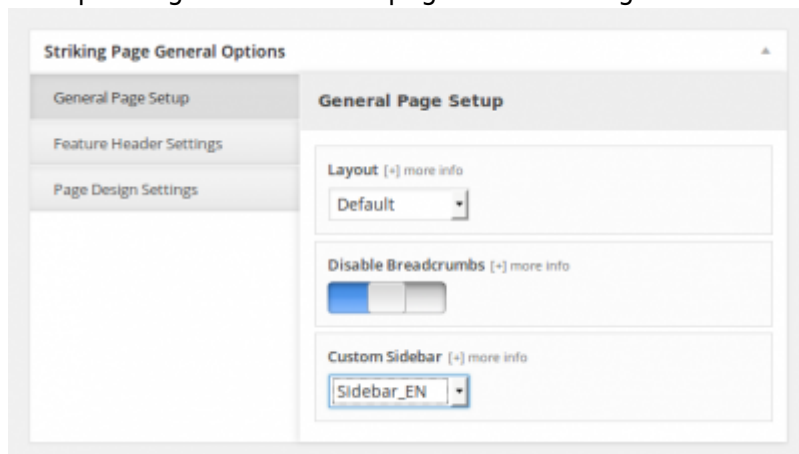 Striking Page General Options
General Page Setup
Feature Header Settings
Page Design Settings
General Page Setup
Layout [+] more info
Default
Disable Breadcrumbs [+] more info
Custom Sidebar [+] more info
Sidebar_EN